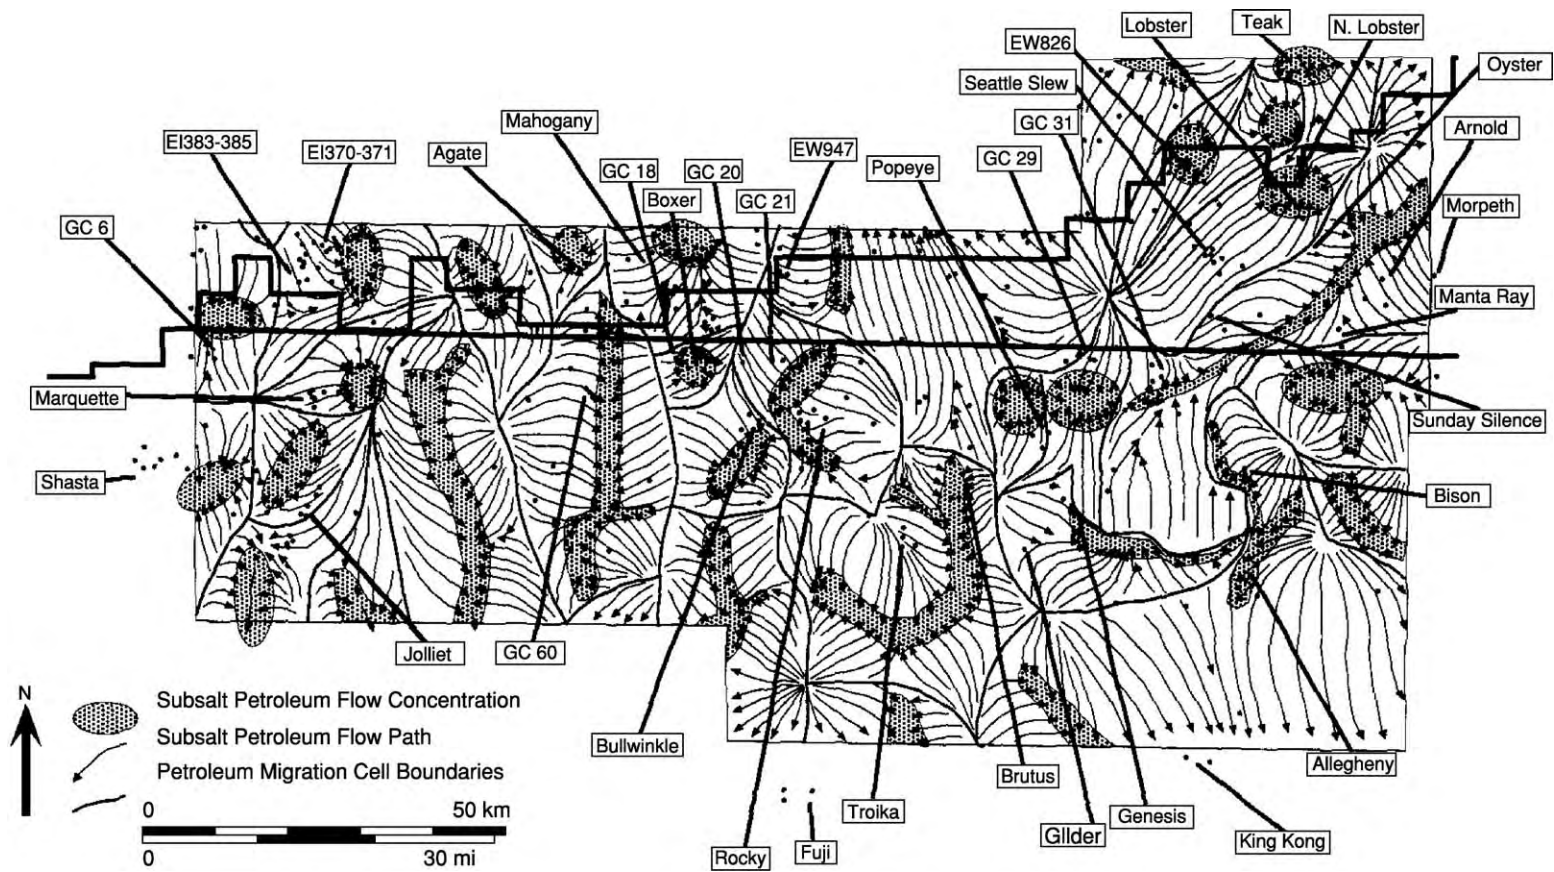 Teak
Lobster
N. Lobster
EW826
Oyster
Seattle Slew
Mahogany
GC 31
Arnold
EI383-385
EI370-371
Agate
GC 18
GC 20
EW947
Popeye
GC 29
Boxer
GC 21
Morpeth
GC 6
Manta Ray
Marquette
Sunday Silence
Shasta
Bison
Jolliet
GC 60
N
Subsalt Petroleum Flow Concentration
Subsalt Petroleum Flow Path
Petroleum Migration Cell Boundaries
Bullwinkle
Brutus
Allegheny
0 50 km
Troika
Genesis
Gilder
King Kong
0 30 mi
Rocky
Fuji